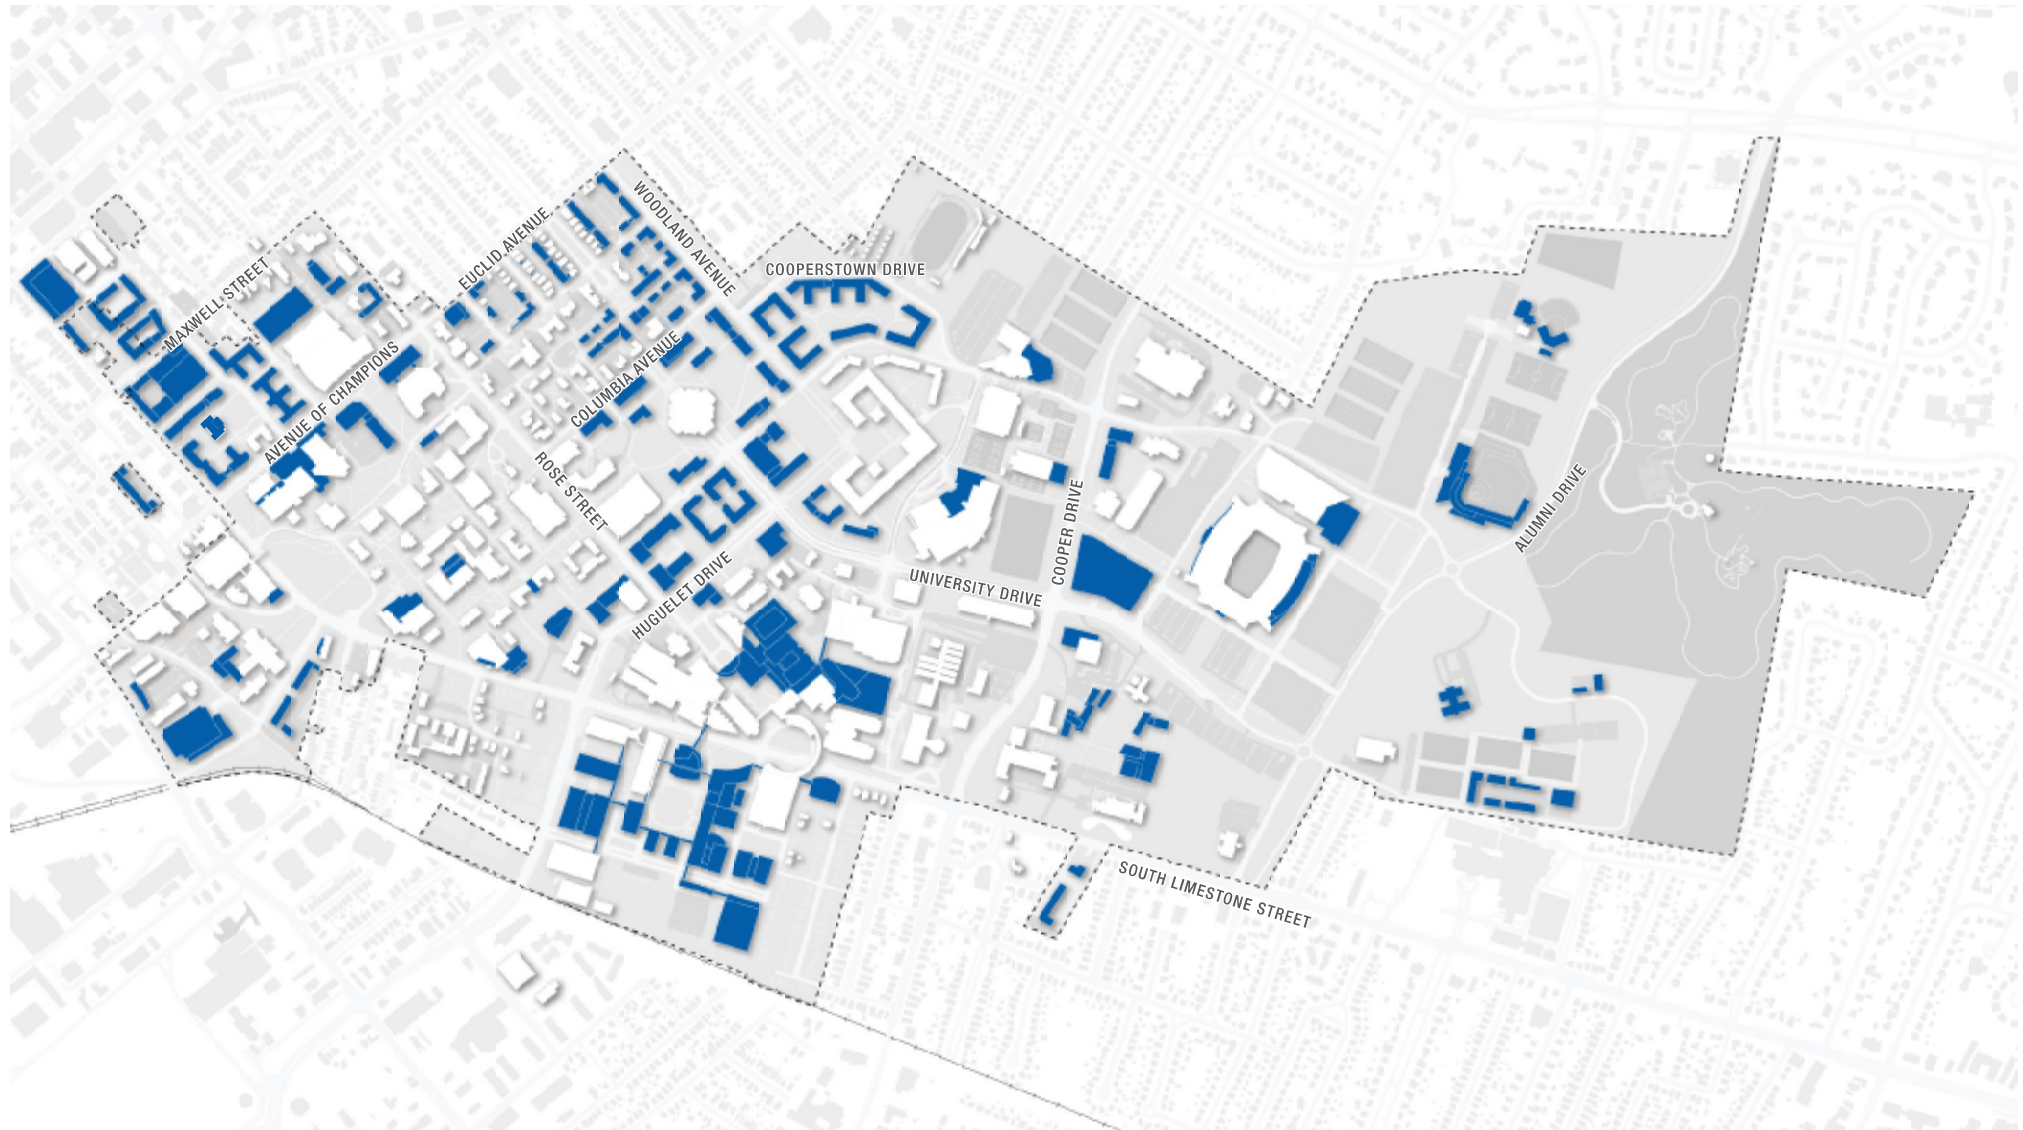 WOODLAND AVENUE
EUCLID AVENUE
COOPERSTOWN DRIVE
MAXWELL STREET
COLUMBIA AVENUE
AVENUE OF CHAMPIONS
ROSE STREET
ALUMNI DRIVE
COOPER DRIVE
HUGUELET DRIVE
UNIVERSITY DRIVE
SOUTH LIMESTONE STREET